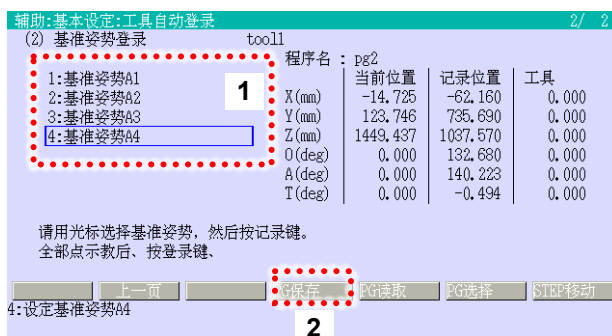 辅助:基本设定:工具自动登录 2/ 2
(2) 基准姿势登录 tool1
程序名 : pg2
当前位置 记录位置 工具
1:基准姿势A1
2:基准姿势A2
3:基准姿势A3
4:基准姿势A4
1
X(mm) -14.725 -62.160 0.000
Y(mm) 123.746 735.690 0.000
Z(mm) 1449.437 1037.570 0.000
O(deg) 0.000 132.680 0.000
A(deg) 0.000 140.223 0.000
T(deg) 0.000 -0.494 0.000
请用光标选择基准姿势, 然后按记录键。
全部点示教后、按登录键、
上一页 G保存 PG读取 PG选择 STEP移动
4:设定基准姿势A4
2